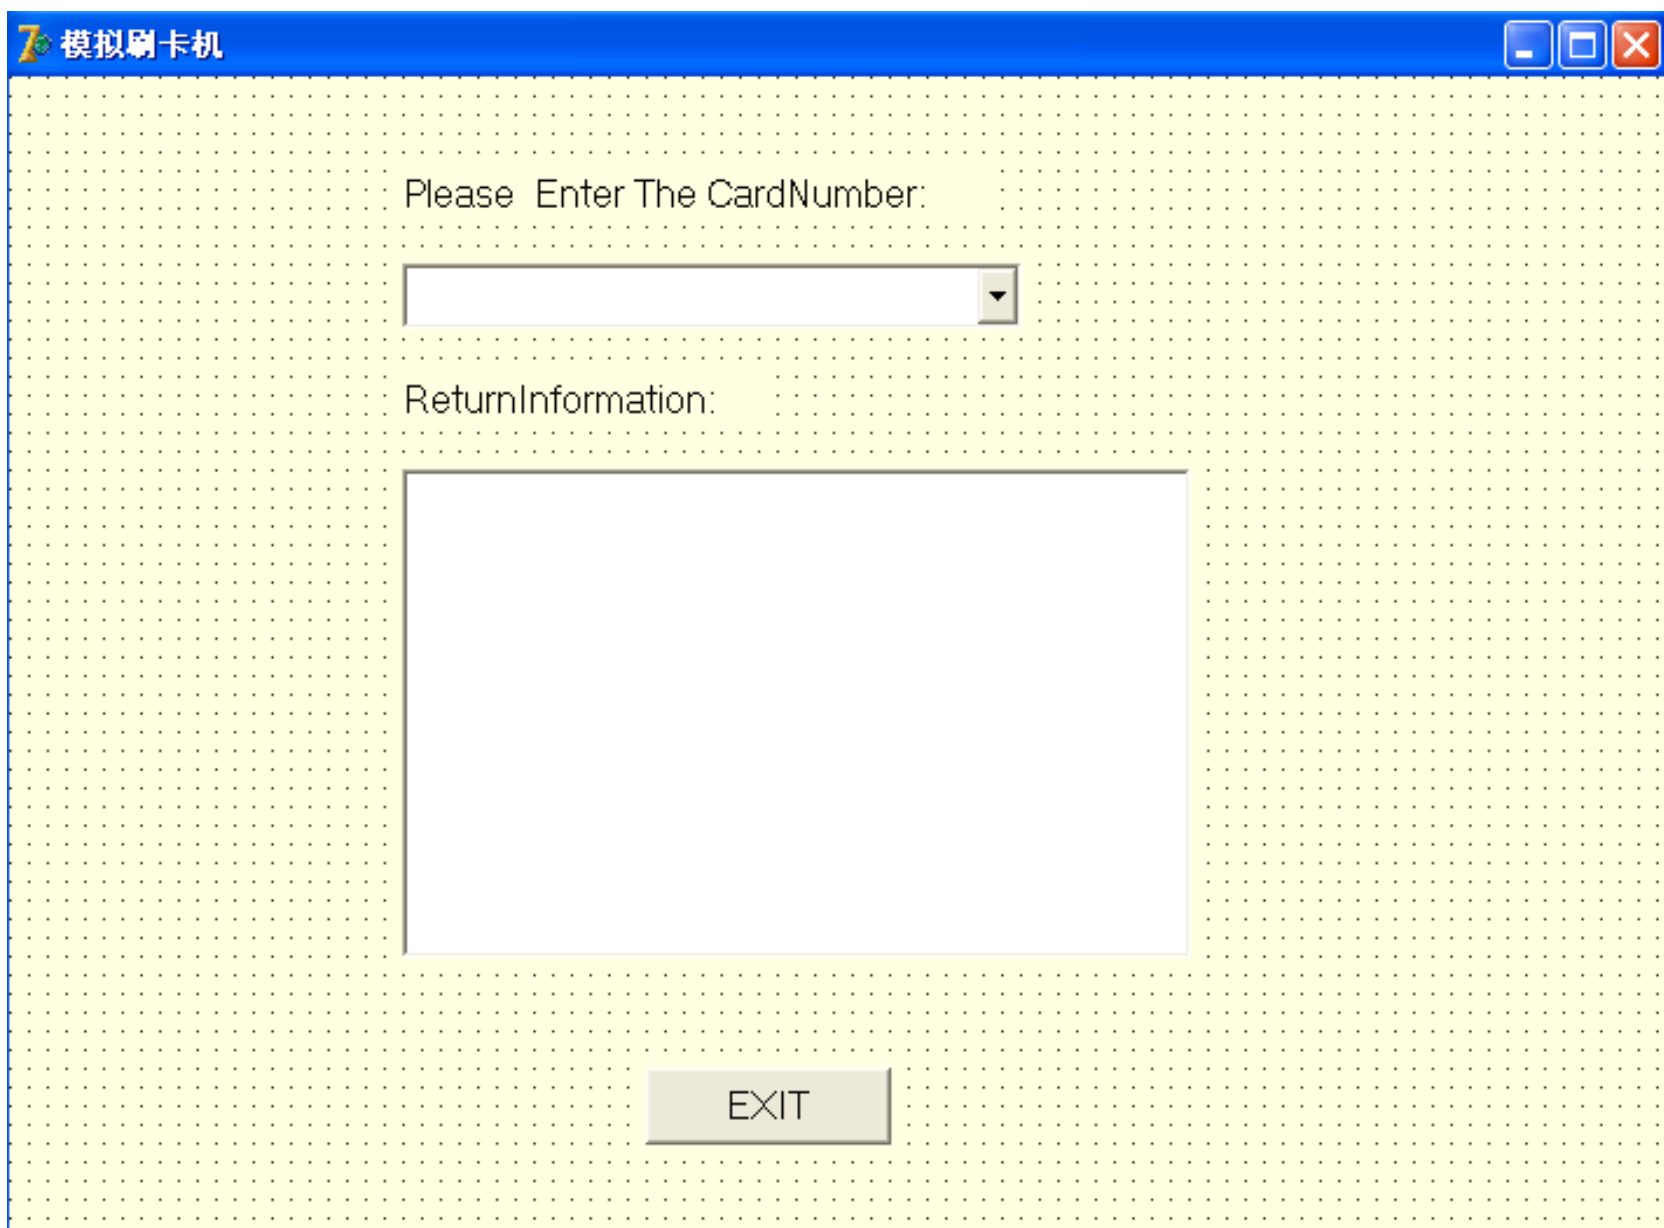 模拟刷卡机
Please  Enter The CardNumber:
ReturnInformation:
EXIT